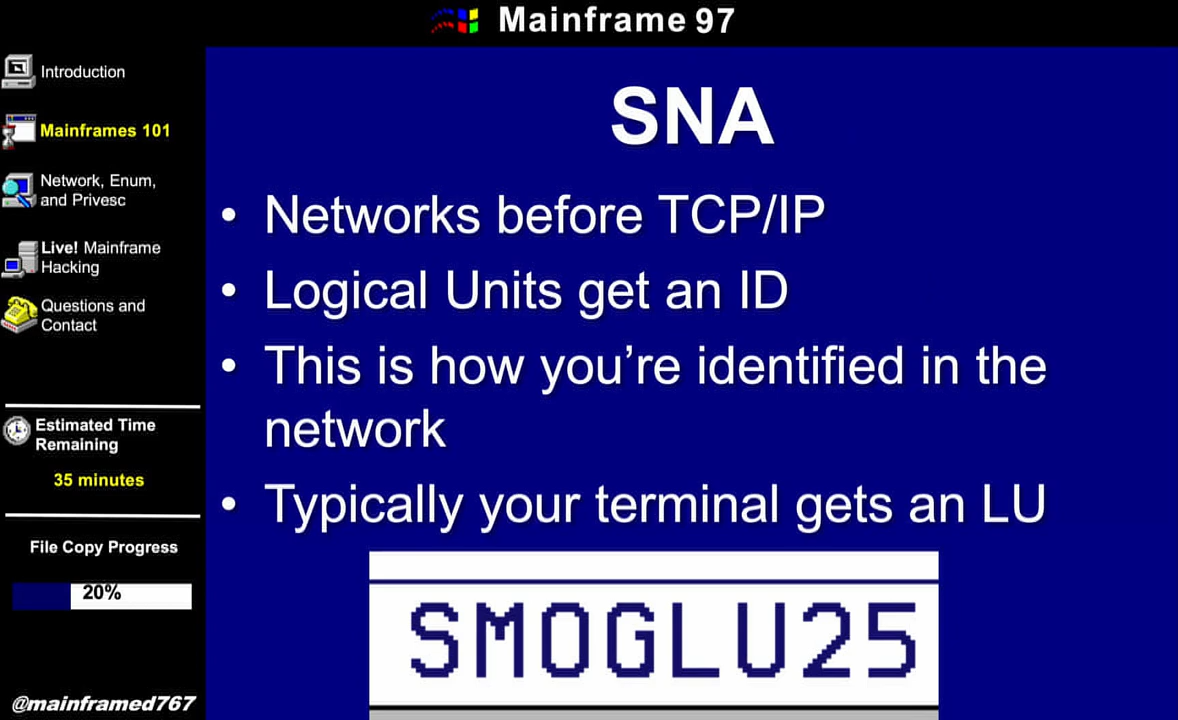 Mainframe 97
Introduction
Mainframes 101
Network, Enum,
and Privesc
Live! Mainframe
Hacking
Questions and
Contact
Estimated Time
Remaining
35 minutes
File Copy Progress
20%
@mainframed767
SNA
• Networks before TCP/IP
• Logical Units get an ID
• This is how you’re identified in the
network
• Typically your terminal gets an LU
SMOGLU25